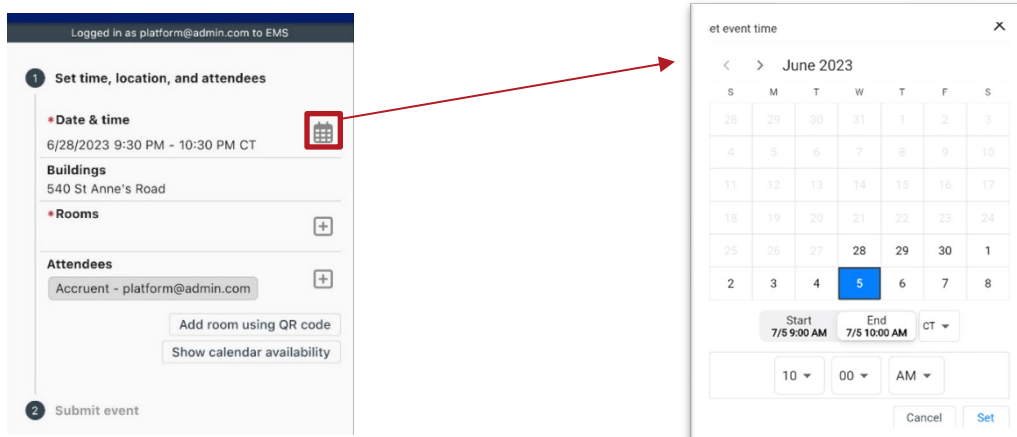 Logged in as platform@admin.com to EMS
1 Set time, location, and attendees
*Date & time
6/28/2023 9:30 PM - 10:30 PM CT
Buildings
540 St Anne's Road
*Rooms
Attendees
Accruent - platform@admin.com
Add room using QR code
Show calendar availability
2 Submit event
et event time
June 2023
S M T W T F S
28 29 30 31 1 2 3
4 5 6 7 8 9 10
11 12 13 14 15 16 17
18 19 20 21 22 23 24
25 26 27 28 29 30 1
2 3 4 5 6 7 8
Start End CT
7/5 9:00 AM 7/5 10:00 AM
10 00 AM
Cancel Set